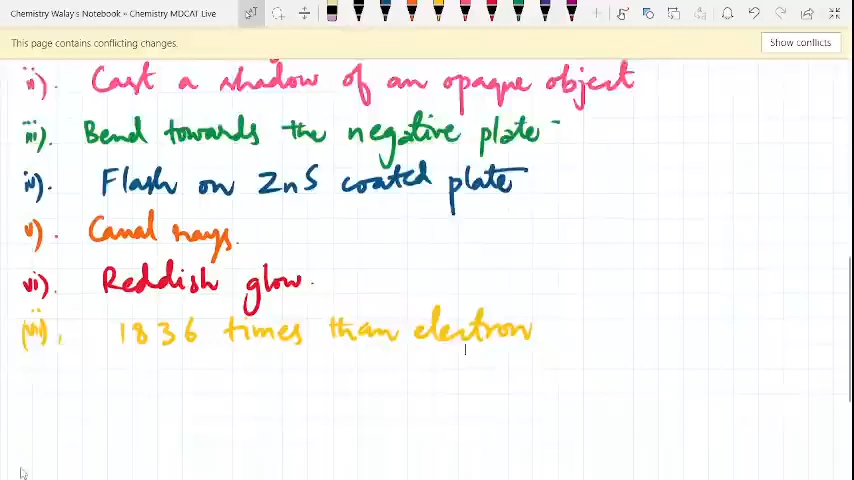 Chemistry Walay's Notebook » Chemistry MDCAT Live
This page contains conflicting changes.
Show conflicts
ii). Cast a shadow of an opaque object
iii). Bend towards the negative plate -
iv). Flash on ZnS coated plate
v). Canal rays.
vi). Reddish glow.
(vii). 1836 times than electron